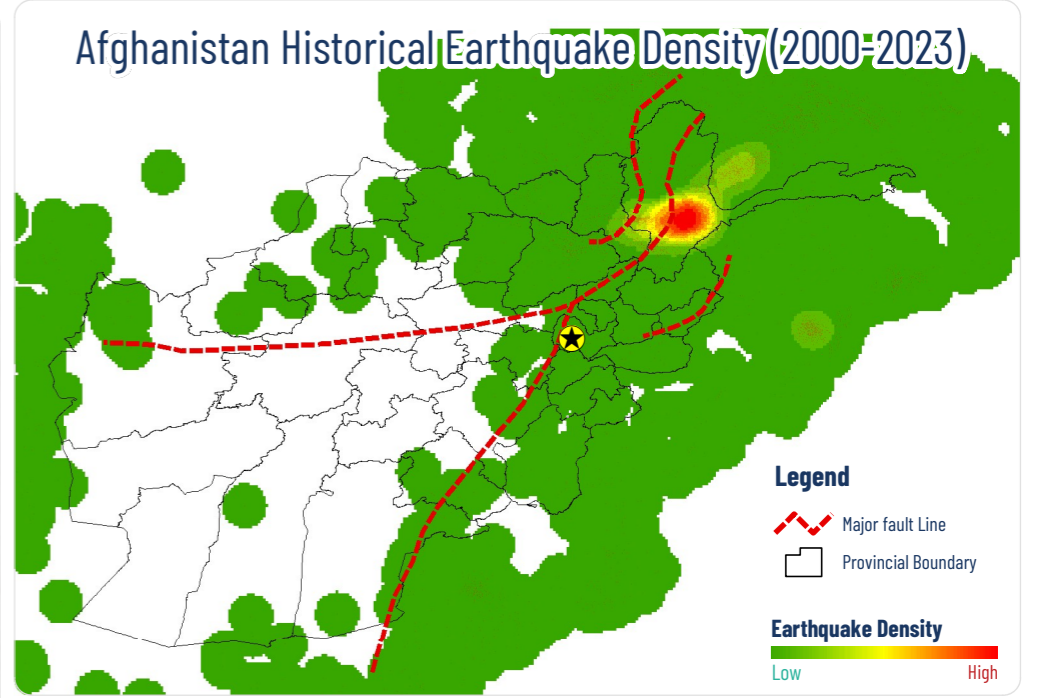 Afghanistan Historical Earthquake Density (2000-2023)
Legend
Major fault Line
Provincial Boundary
Earthquake Density
Low High